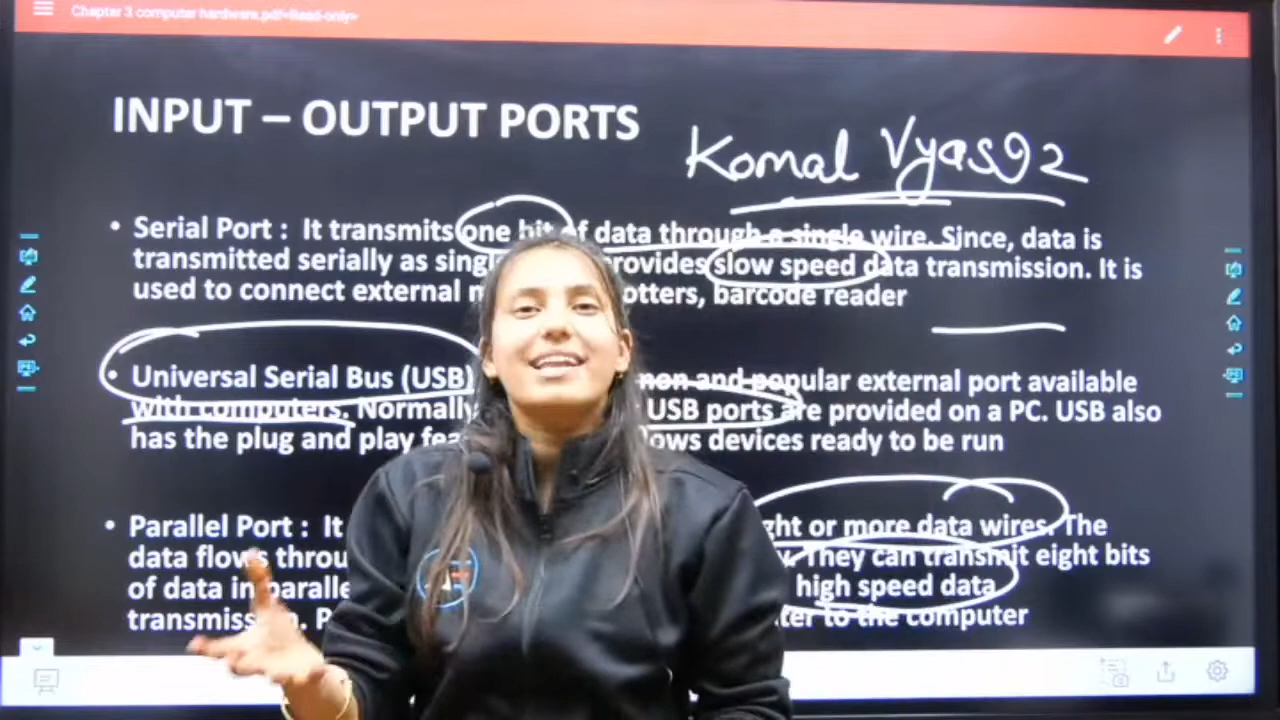 Chapter 3 computer hardware.pdf<Read-only>
INPUT – OUTPUT PORTS
Komal Vyas92
• Serial Port : It transmits one bit of data through a single wire. Since, data is
transmitted serially as sing rovides slow speed data transmission. It is
used to connect external m otters, barcode reader
• Universal Serial Bus (USB) non and popular external port available
with computers. Normally USB ports are provided on a PC. USB also
has the plug and play fea lows devices ready to be run
• Parallel Port : It ght or more data wires. The
data flows throu y. They can transmit eight bits
of data in paralle high speed data
transmission. P ter to the computer